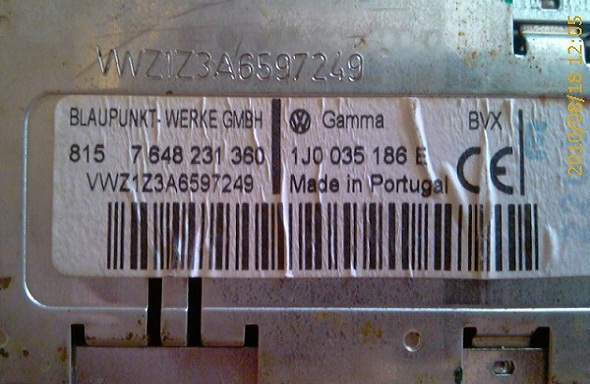 VWZ1Z3A6597249
BLAUPUNKT-WERKE GMBH
Gamma
BVX
815 7 648 231 360
1J0 035 186 E
CE
VWZ1Z3A6597249
Made in Portugal
2010/09/16 12:05